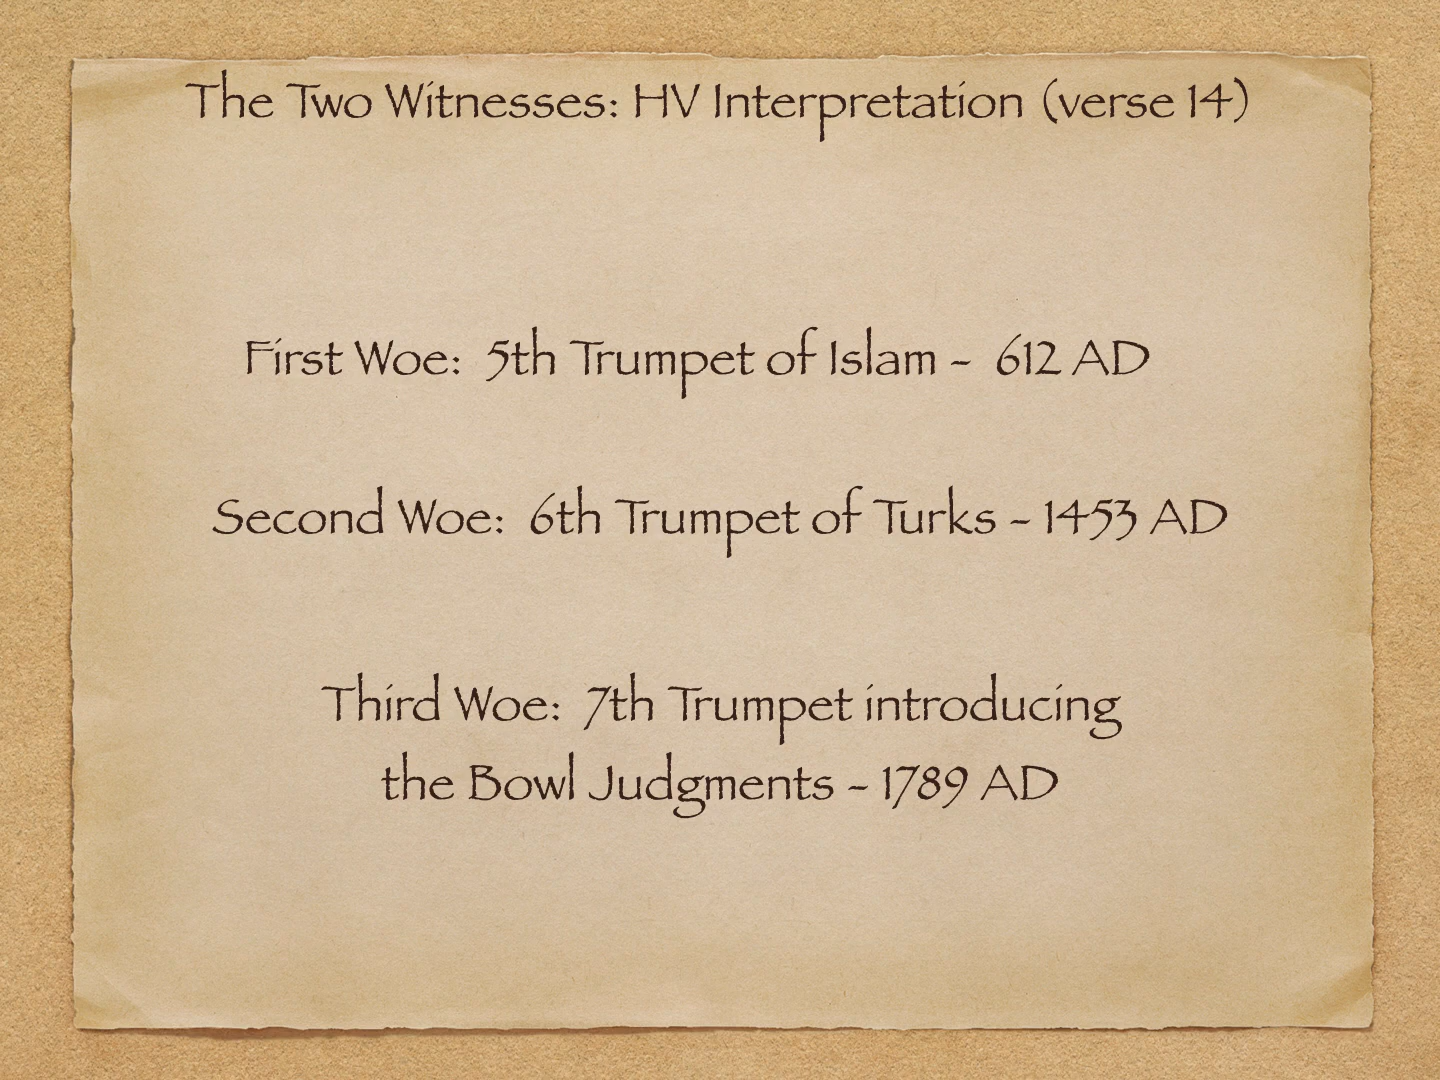 The Two Witnesses: HV Interpretation (verse 14)
First Woe: 5th Trumpet of Islam - 612 AD
Second Woe: 6th Trumpet of Turks - 1453 AD
Third Woe: 7th Trumpet introducing
the Bowl Judgments - 1789 AD